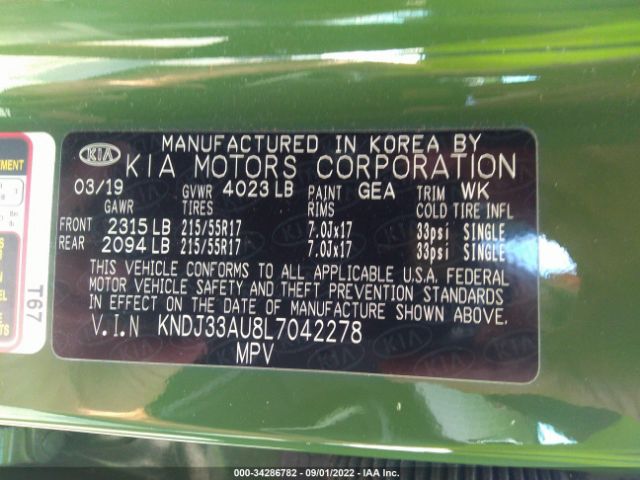 MANUFACTURED IN KOREA BY
KIA KIA MOTORS CORPORATION
03/19 GVWR 4023 LB PAINT GEA TRIM WK
GAWR TIRES RIMS COLD TIRE INFL
FRONT 2315 LB 215/55R17 7.0Jx17 33psi SINGLE
REAR 2094 LB 215/55R17 7.0Jx17 33psi SINGLE
THIS VEHICLE CONFORMS TO ALL APPLICABLE U.S.A. FEDERAL
MOTOR VEHICLE SAFETY AND THEFT PREVENTION STANDARDS
IN EFFECT ON THE DATE OF MANUFACTURE SHOWN ABOVE.
V.I.N KNDJ33AU8L7042278
MPV
T67
000-34286782 - 09/01/2022 - IAA Inc.